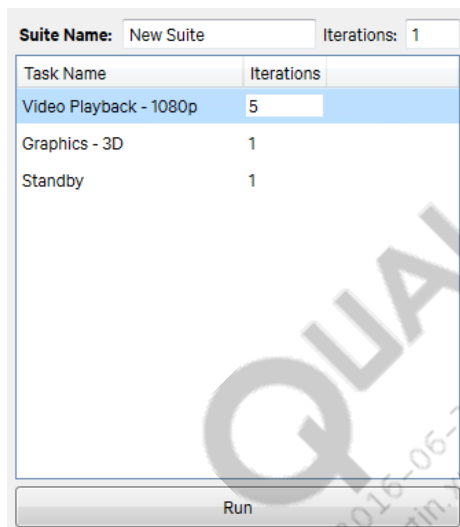 Suite Name: New Suite Iterations: 1
Task Name Iterations
Video Playback - 1080p 5
Graphics - 3D 1
Standby 1
Run